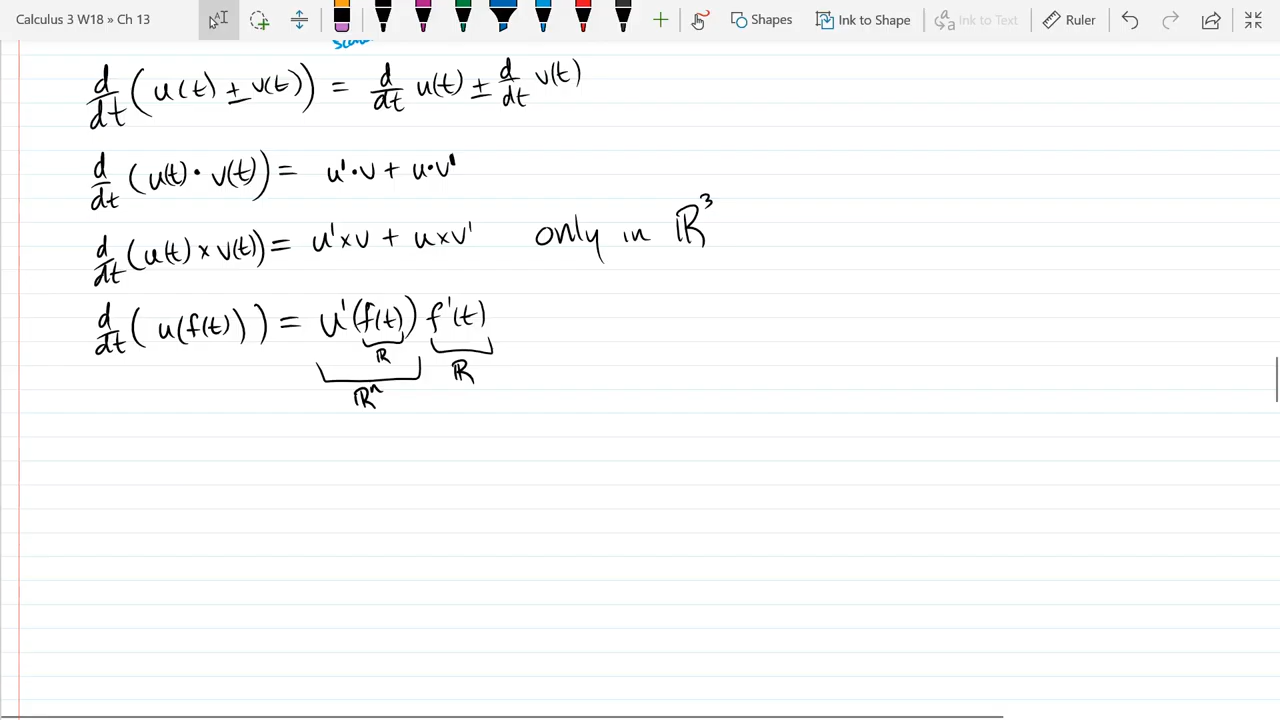 Calculus 3 W18 » Ch 13
Shapes
Ink to Shape
Ink to Text
Ruler
d/dt ( u(t) ± v(t) ) = d/dt u(t) ± d/dt v(t)
d/dt ( u(t) · v(t) ) = u' · v + u · v'
d/dt ( u(t) × v(t) ) = u' × v + u × v' only in ℝ³
d/dt ( u(f(t)) ) = u'(f(t)) f'(t)
ℝ
ℝ
ℝⁿ